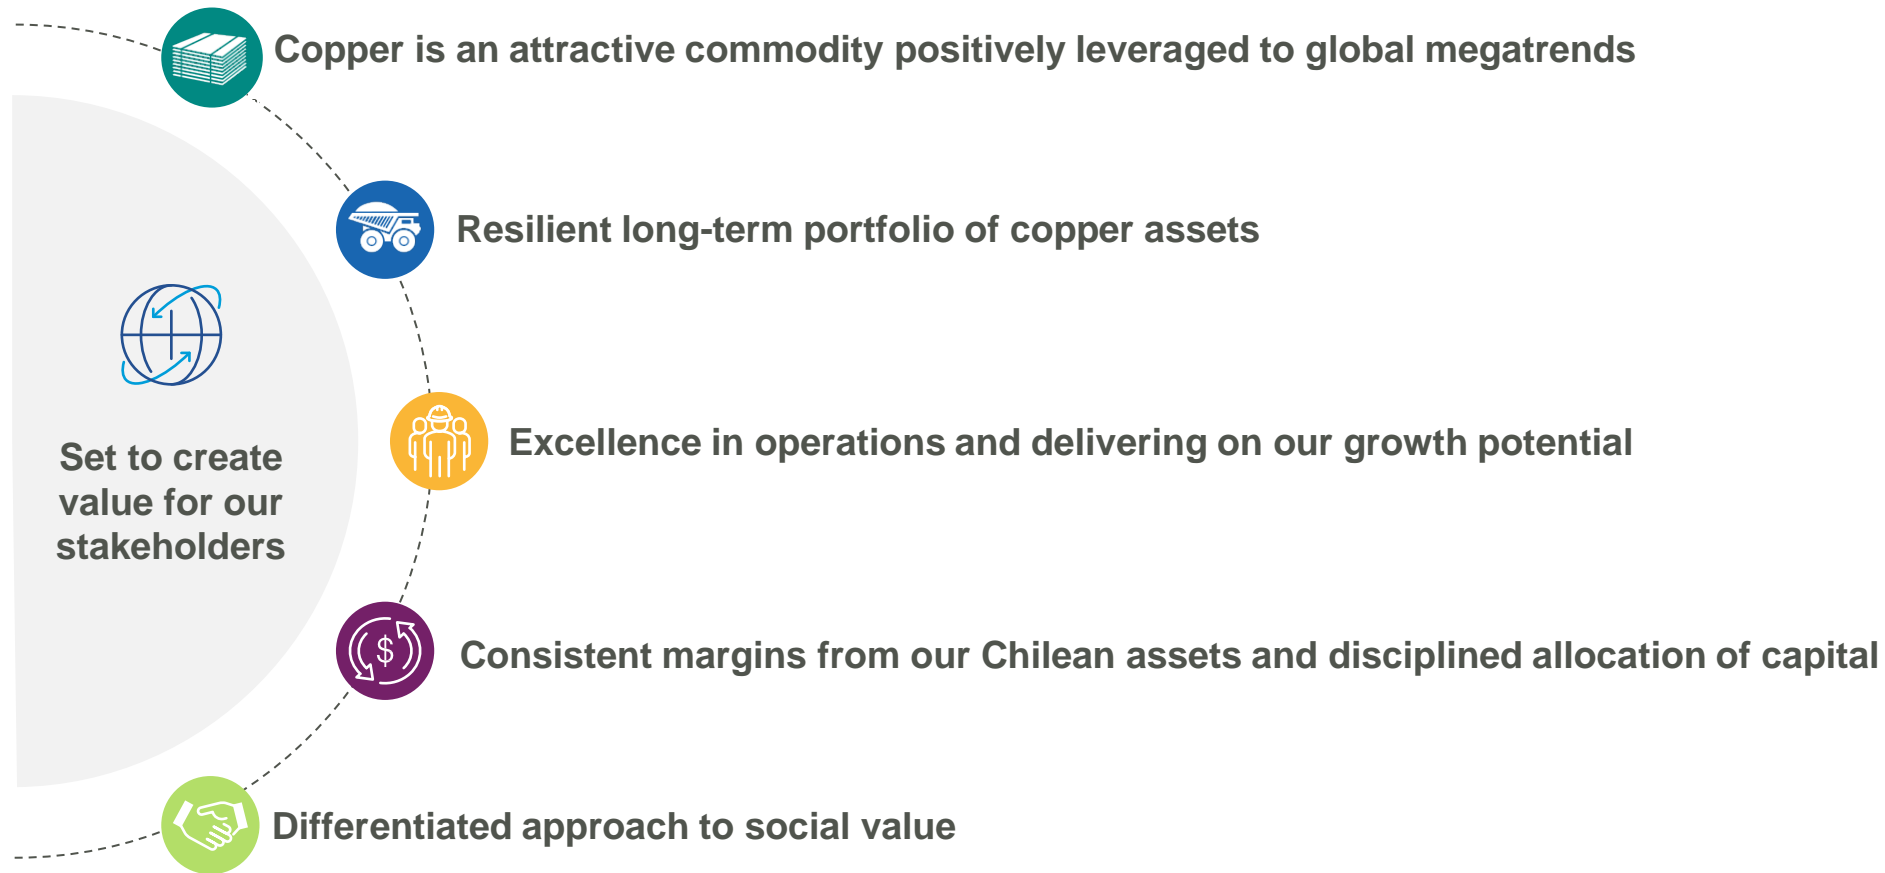 Copper is an attractive commodity positively leveraged to global megatrends
Resilient long-term portfolio of copper assets
Set to create
value for our
stakeholders
Excellence in operations and delivering on our growth potential
$
Consistent margins from our Chilean assets and disciplined allocation of capital
Differentiated approach to social value